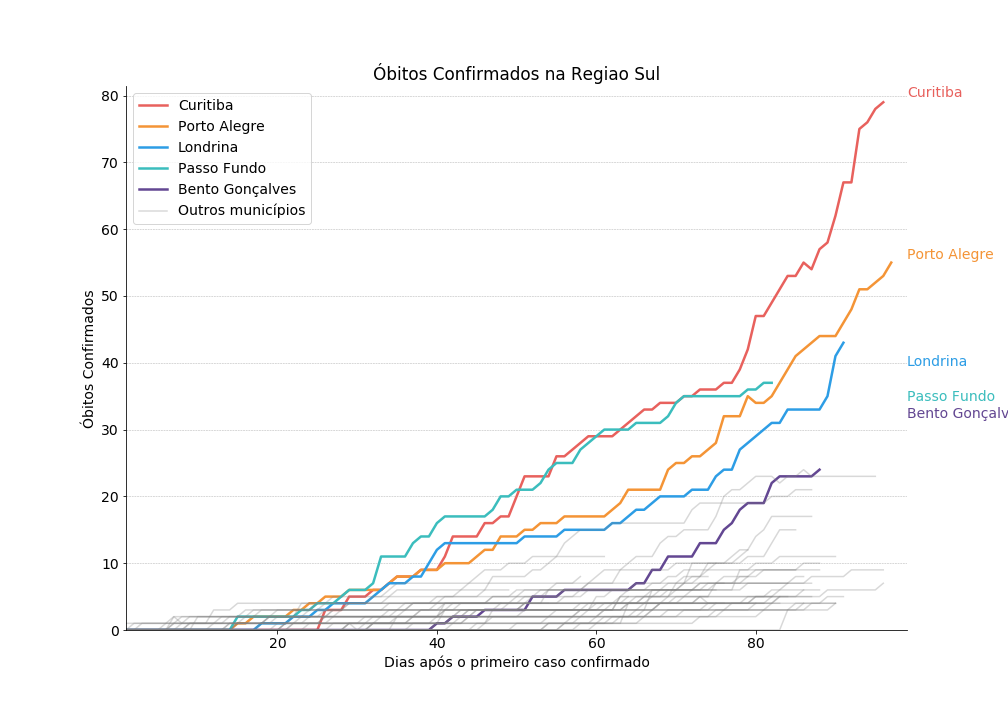 Óbitos Confirmados na Regiao Sul
Curitiba
Porto Alegre
Londrina
Passo Fundo
Bento Gonçalves
Outros municípios
Curitiba
Porto Alegre
Londrina
Passo Fundo
Bento Gonçalv
80
70
60
50
40
30
20
10
0
Óbitos Confirmados
20
40
60
80
Dias após o primeiro caso confirmado